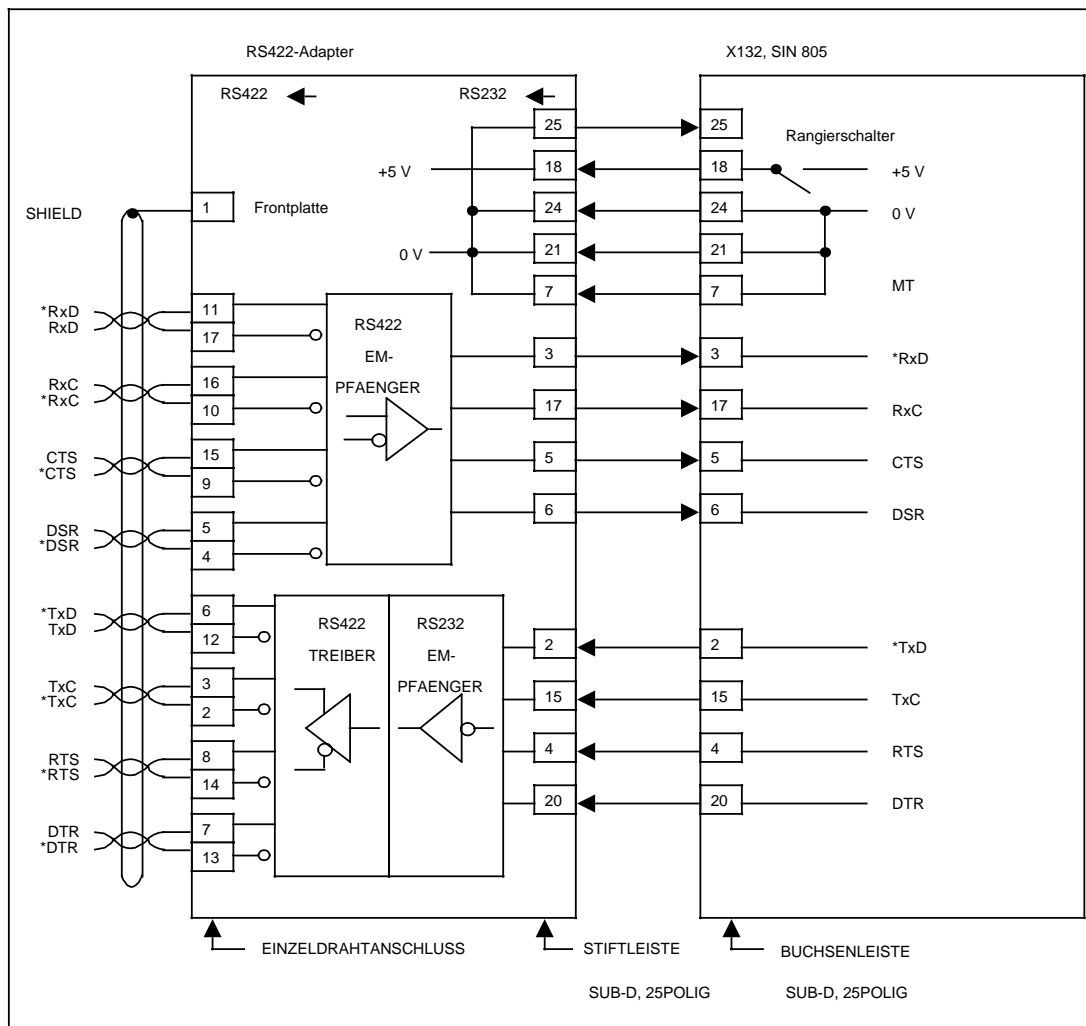 RS422-Adapter
X132, SIN 805
RS422
RS232
25
25
Rangierschalter
+5 V
18
18
+5 V
SHIELD
1
Frontplatte
24
24
0 V
0 V
21
21
7
7
MT
*RxD
RxD
11
17
RS422
EM-
PFAENGER
3
3
*RxD
RxC
*RxC
16
10
17
17
RxC
CTS
*CTS
15
9
5
5
CTS
DSR
*DSR
5
4
6
6
DSR
*TxD
TxD
6
12
RS422
TREIBER
RS232
EM-
PFAENGER
2
2
*TxD
TxC
*TxC
3
2
15
15
TxC
RTS
*RTS
8
14
4
4
RTS
DTR
*DTR
7
13
20
20
DTR
EINZELDRAHTANSCHLUSS
STIFTLEISTE
SUB-D, 25POLIG
BUCHSENLEISTE
SUB-D, 25POLIG